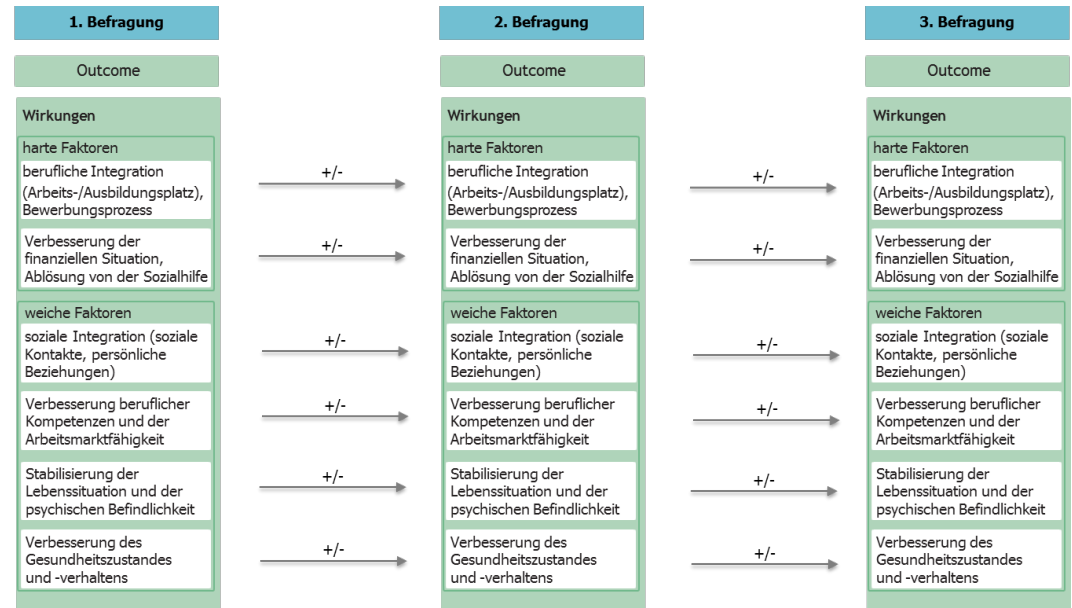 1. Befragung
Outcome
Wirkungen
harte Faktoren
berufliche Integration
(Arbeits-/Ausbildungsplatz),
Bewerbungsprozess
Verbesserung der
finanziellen Situation,
Ablösung von der Sozialhilfe
weiche Faktoren
soziale Integration (soziale
Kontakte, persönliche
Beziehungen)
Verbesserung beruflicher
Kompetenzen und der
Arbeitsmarktfähigkeit
Stabilisierung der
Lebenssituation und der
psychischen Befindlichkeit
Verbesserung des
Gesundheitszustandes
und -verhaltens
+/-
+/-
+/-
+/-
+/-
+/-
2. Befragung
Outcome
Wirkungen
harte Faktoren
berufliche Integration
(Arbeits-/Ausbildungsplatz),
Bewerbungsprozess
Verbesserung der
finanziellen Situation,
Ablösung von der Sozialhilfe
weiche Faktoren
soziale Integration (soziale
Kontakte, persönliche
Beziehungen)
Verbesserung beruflicher
Kompetenzen und der
Arbeitsmarktfähigkeit
Stabilisierung der
Lebenssituation und der
psychischen Befindlichkeit
Verbesserung des
Gesundheitszustandes
und -verhaltens
+/-
+/-
+/-
+/-
+/-
+/-
3. Befragung
Outcome
Wirkungen
harte Faktoren
berufliche Integration
(Arbeits-/Ausbildungsplatz),
Bewerbungsprozess
Verbesserung der
finanziellen Situation,
Ablösung von der Sozialhilfe
weiche Faktoren
soziale Integration (soziale
Kontakte, persönliche
Beziehungen)
Verbesserung beruflicher
Kompetenzen und der
Arbeitsmarktfähigkeit
Stabilisierung der
Lebenssituation und der
psychischen Befindlichkeit
Verbesserung des
Gesundheitszustandes
und -verhaltens